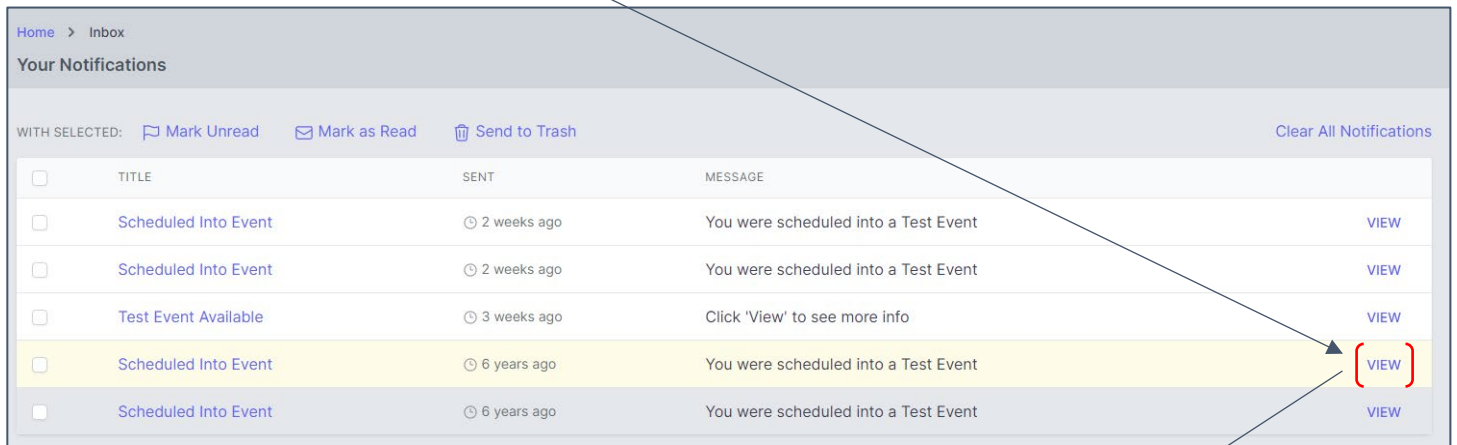 Home > Inbox
Your Notifications
WITH SELECTED: Mark Unread Mark as Read Send to Trash Clear All Notifications
TITLE SENT MESSAGE
Scheduled Into Event 2 weeks ago You were scheduled into a Test Event VIEW
Scheduled Into Event 2 weeks ago You were scheduled into a Test Event VIEW
Test Event Available 3 weeks ago Click 'View' to see more info VIEW
Scheduled Into Event 6 years ago You were scheduled into a Test Event VIEW
Scheduled Into Event 6 years ago You were scheduled into a Test Event VIEW